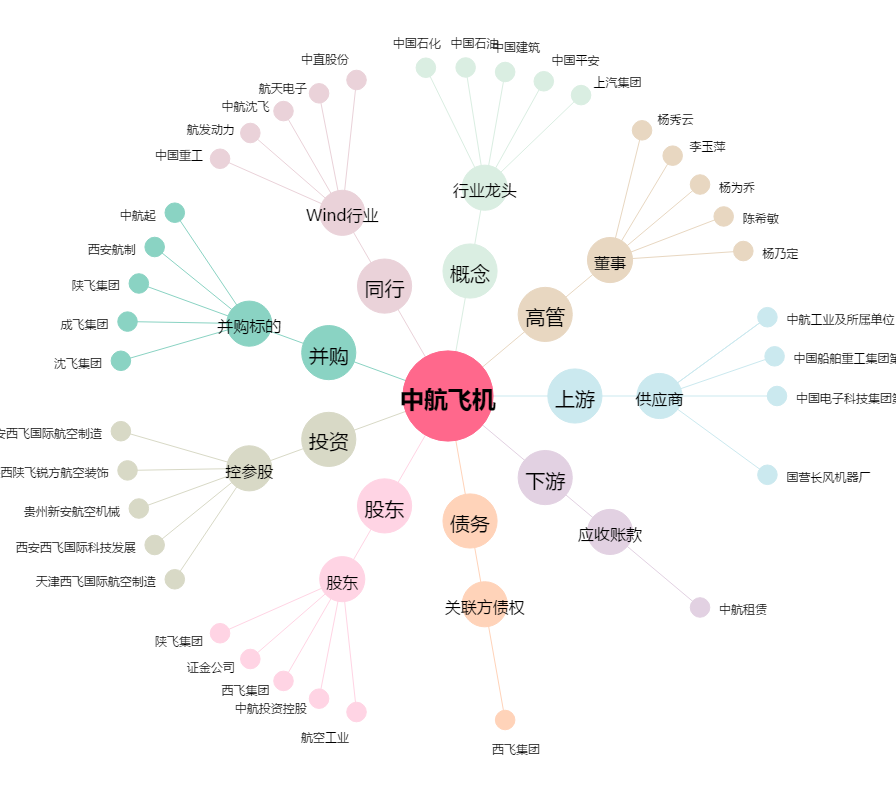 中国石化
中国石油
中国建筑
中国平安
上汽集团
中直股份
航天电子
中航沈飞
航发动力
中国重工
杨秀云
李玉萍
杨为乔
陈希敏
杨乃定
行业龙头
Wind行业
概念
同行
董事
高管
中航起
西安航制
陕飞集团
成飞集团
沈飞集团
并购标的
并购
中航飞机
上游
供应商
中航工业及所属单位
中国船舶重工集团
中国电子科技集团
国营长风机器厂
安西飞国际航空制造
西陕飞锐方航空装饰
贵州新安航空机械
西安西飞国际科技发展
天津西飞国际航空制造
控参股
投资
股东
股东
债务
下游
应收账款
关联方债权
中航租赁
陕飞集团
证金公司
西飞集团
中航投资控股
航空工业
西飞集团